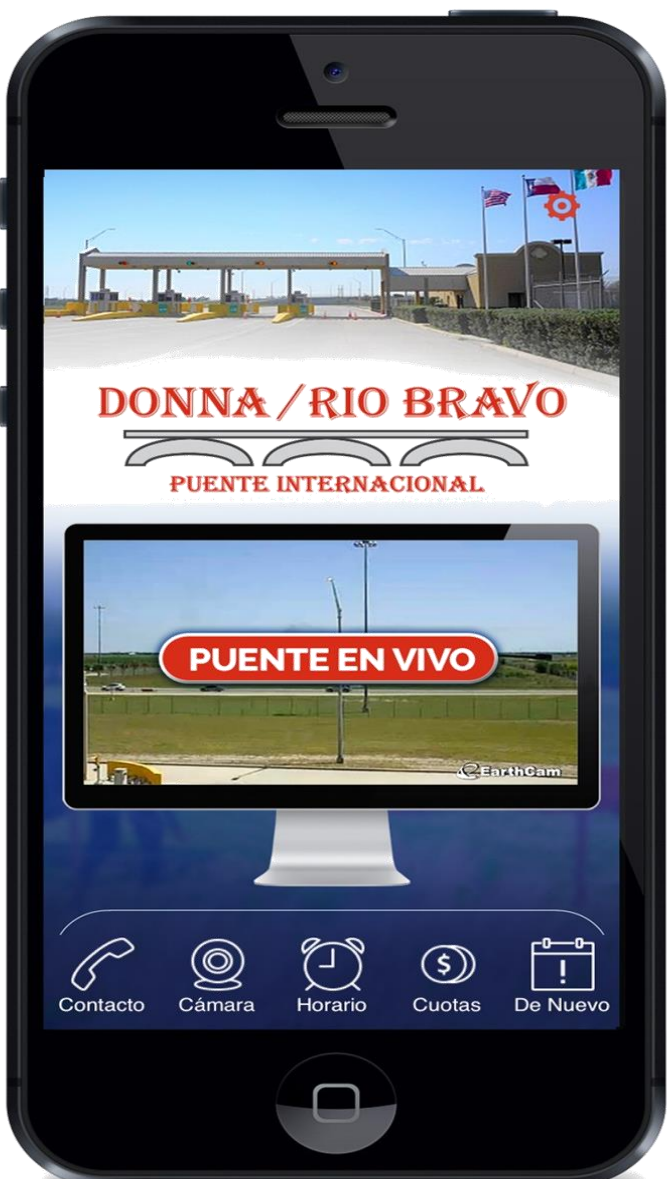 DONNA / RIO BRAVO
PUENTE INTERNACIONAL
PUENTE EN VIVO
EarthCam
Contacto
Cámara
Horario
Cuotas
De Nuevo